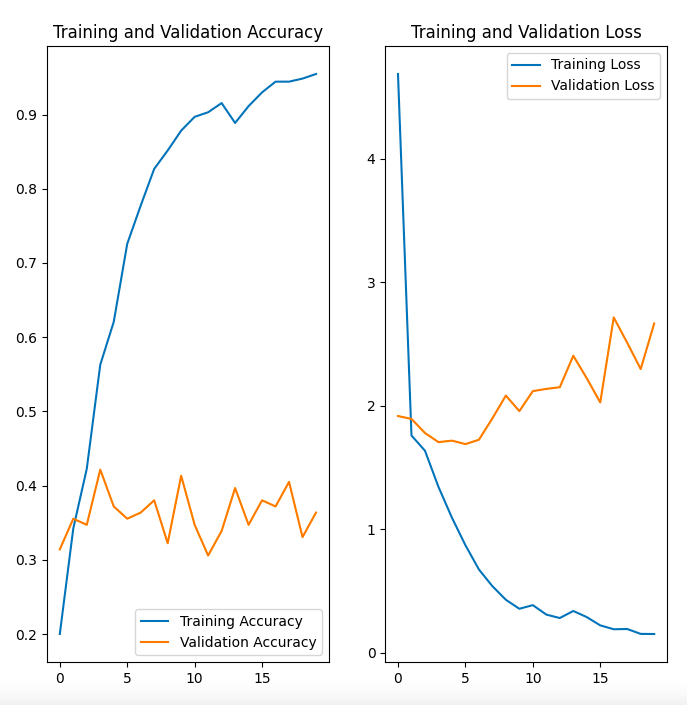 Training and Validation Accuracy
0.9
0.8
0.7
0.6
0.5
0.4
0.3
0.2
Training Accuracy
Validation Accuracy
0 5 10 15
Training and Validation Loss
Training Loss
Validation Loss
4
3
2
1
0
0 5 10 15